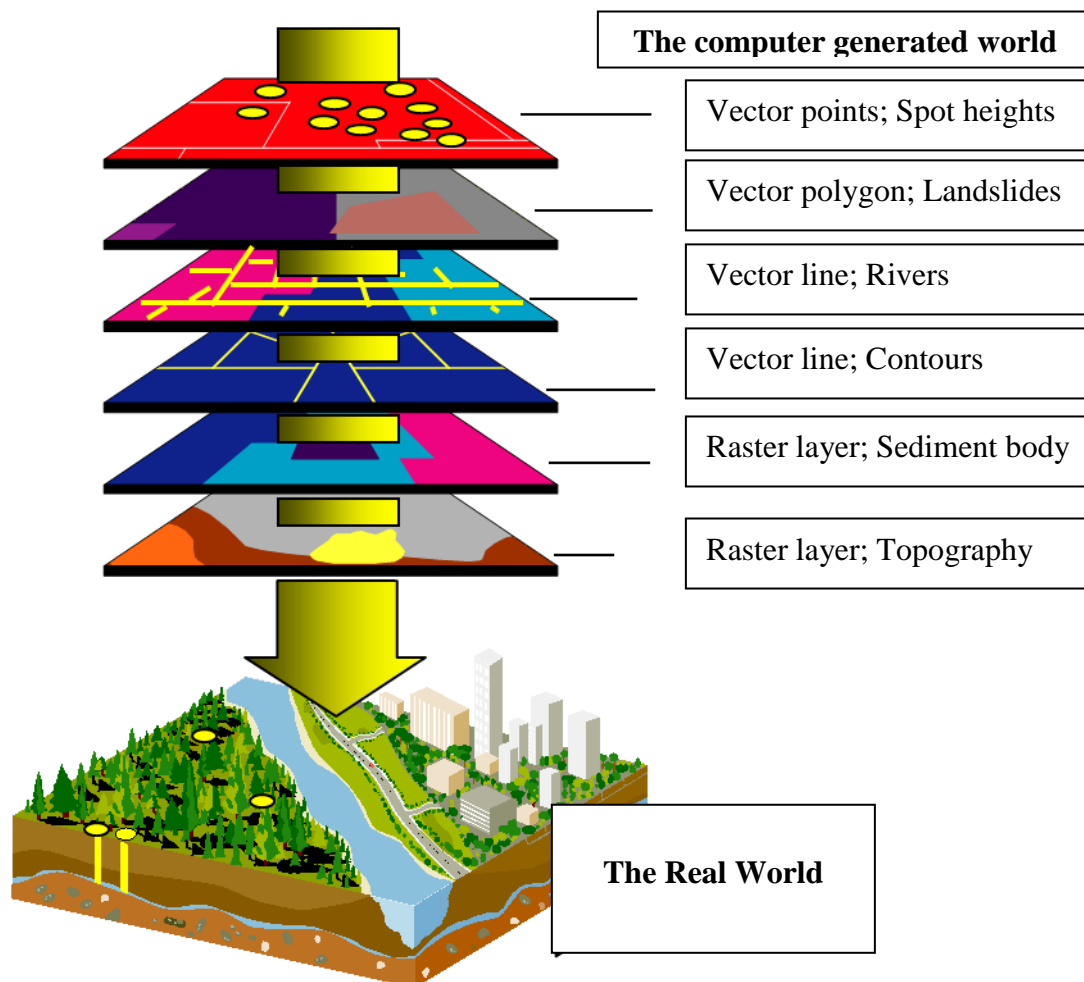 The computer generated world
Vector points; Spot heights
Vector polygon; Landslides
Vector line; Rivers
Vector line; Contours
Raster layer; Sediment body
Raster layer; Topography
The Real World